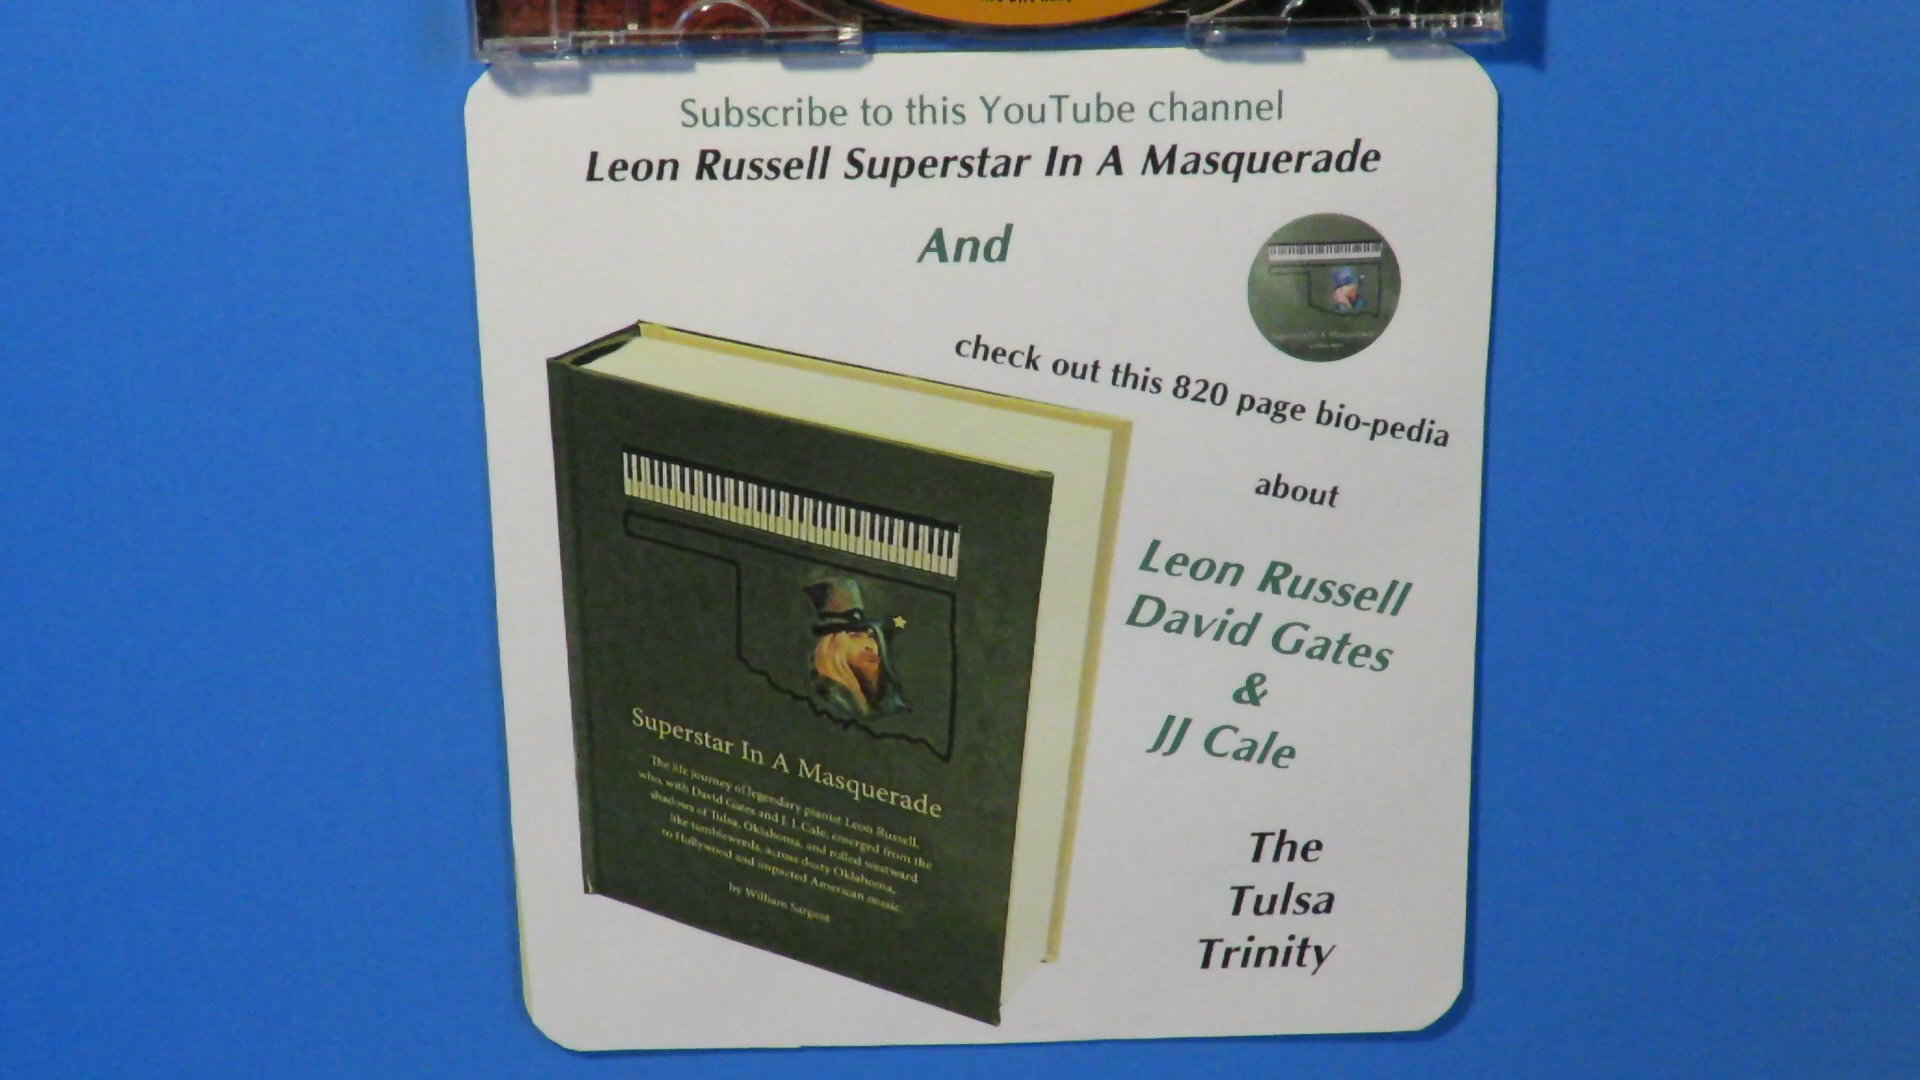 Subscribe to this YouTube channel
Leon Russell Superstar In A Masquerade
And
check out this 820 page bio-pedia
about
Leon Russell
David Gates
&
JJ Cale
The
Tulsa
Trinity
Superstar In A Masquerade
The life journey of legendary pianist Leon Russell,
who, with David Gates and J. J. Cale, emerged from the
shadows of Tulsa, Oklahoma, and rolled westward
like tumbleweeds, across dusty Oklahoma,
to Hollywood and impacted American music.
by William Sargent